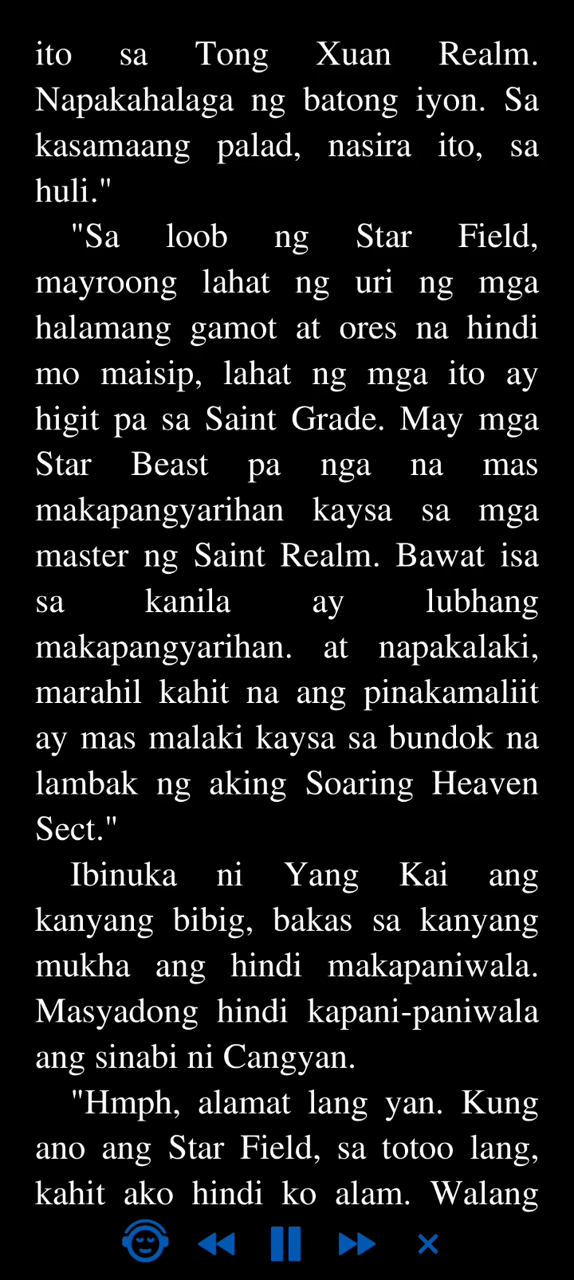 ito sa Tong Xuan Realm.
Napakahalaga ng batong iyon. Sa
kasamaang palad, nasira ito, sa
huli."
"Sa loob ng Star Field,
mayroong lahat ng uri ng mga
halamang gamot at ores na hindi
mo maisip, lahat ng mga ito ay
higit pa sa Saint Grade. May mga
Star Beast pa nga na mas
makapangyarihan kaysa sa mga
master ng Saint Realm. Bawat isa
sa kanila ay lubhang
makapangyarihan. at napakalaki,
marahil kahit na ang pinakamaliit
ay mas malaki kaysa sa bundok na
lambak ng aking Soaring Heaven
Sect."
Ibinuka ni Yang Kai ang
kanyang bibig, bakas sa kanyang
mukha ang hindi makapaniwala.
Masyadong hindi kapani-paniwala
ang sinabi ni Cangyan.
"Hmph, alamat lang yan. Kung
ano ang Star Field, sa totoo lang,
kahit ako hindi ko alam. Walang